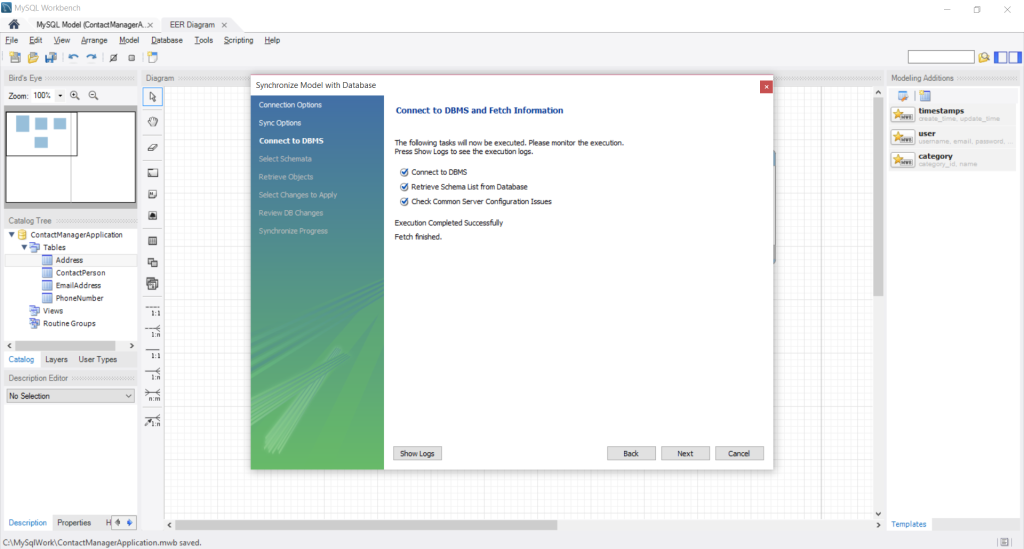 MySQL Workbench
MySQL Model (ContactManagerA...
EER Diagram
File Edit View Arrange Model Database Tools Scripting Help
Bird's Eye
Zoom: 100%
Catalog Tree
ContactManagerApplication
Tables
Address
ContactPerson
EmailAddress
PhoneNumber
Views
Routine Groups
Catalog Layers User Types
Description Editor
No Selection
Description Properties H
Diagram
1:1
1:n
1:1
1:n
n:m
1:n
Synchronize Model with Database
Connection Options
Sync Options
Connect to DBMS
Select Schemata
Retrieve Objects
Select Changes to Apply
Review DB Changes
Synchronize Progress
Connect to DBMS and Fetch Information
The following tasks will now be executed. Please monitor the execution.
Press Show Logs to see the execution logs.
Connect to DBMS
Retrieve Schema List from Database
Check Common Server Configuration Issues
Execution Completed Successfully
Fetch finished.
Show Logs Back Next Cancel
Modeling Additions
timestamps
create_time, update_time
user
username, email, password, ...
category
category_id, name
Templates
C:\MySqlWork\ContactManagerApplication.mwb saved.